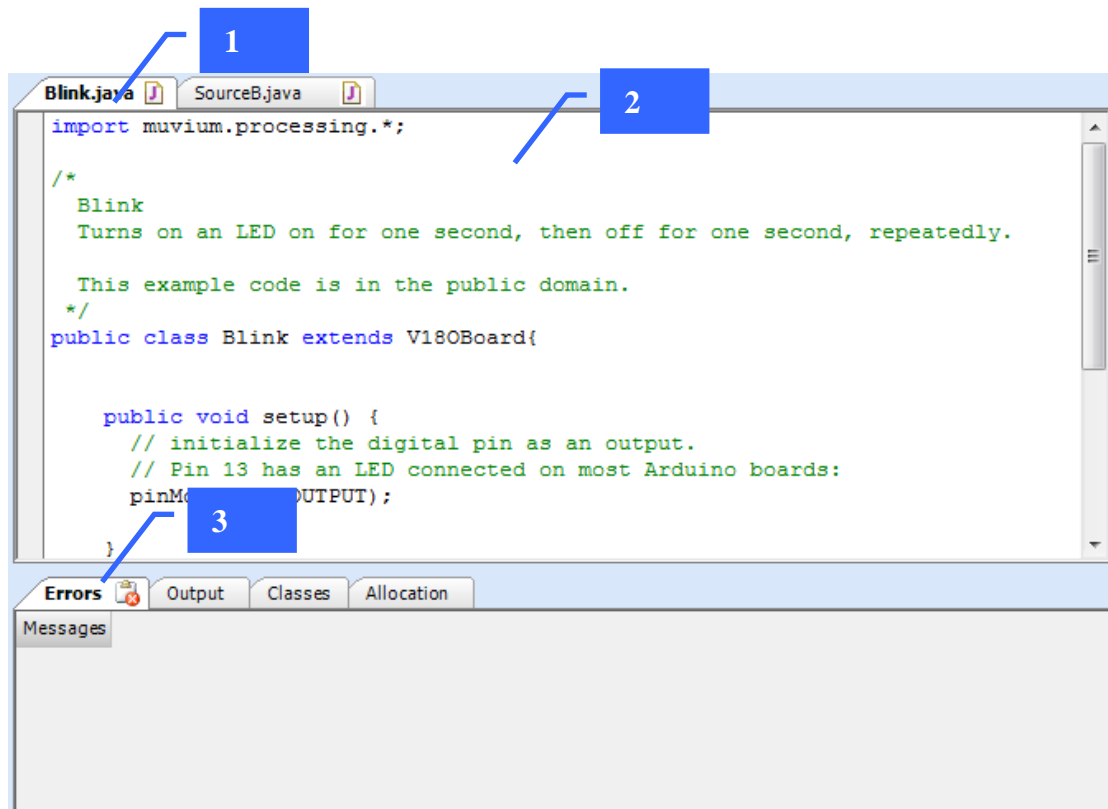 1
Blink.java SourceB.java
2
import muvium.processing.*;
/*
Blink
Turns on an LED on for one second, then off for one second, repeatedly.
This example code is in the public domain.
*/
public class Blink extends V18OBoard{
public void setup() {
// initialize the digital pin as an output.
// Pin 13 has an LED connected on most Arduino boards:
OUTPUT);
3
}
Errors Output Classes Allocation
Messages